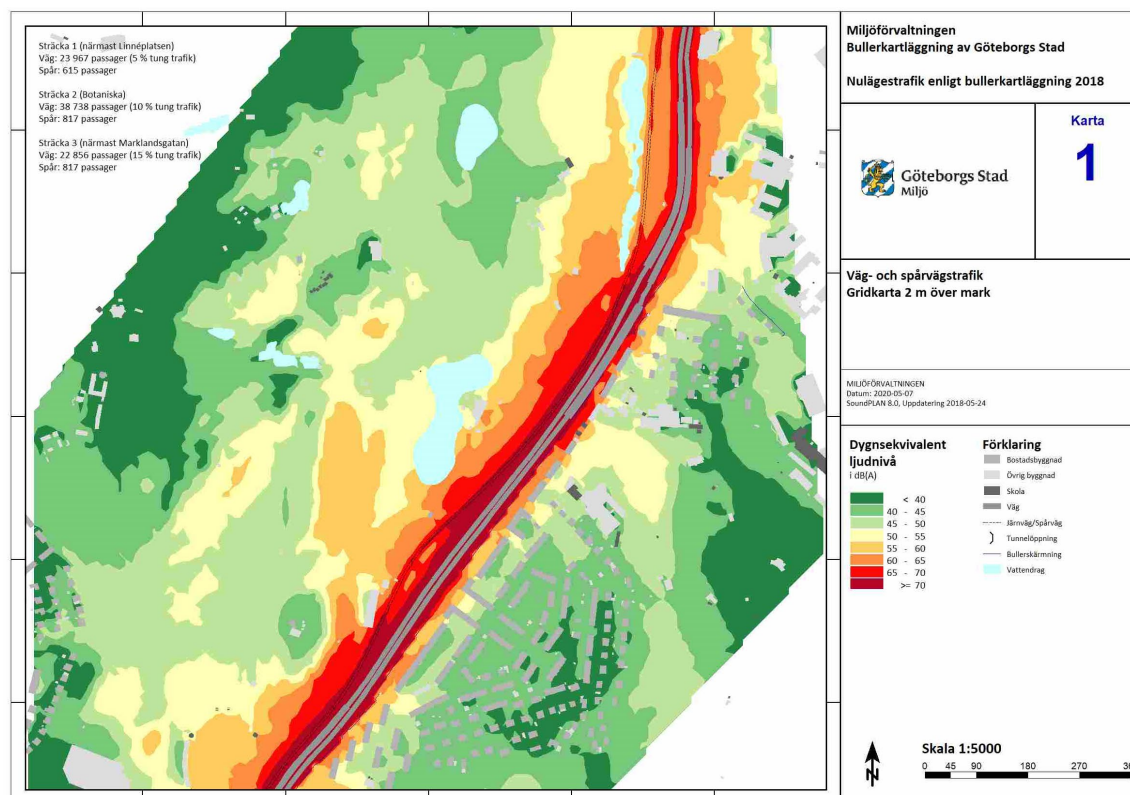 Sträcka 1 (närmast Linnéplatsen)
Väg: 23 967 passager (5 % tung trafik)
Spår: 615 passager
Sträcka 2 (Botaniska)
Väg: 38 738 passager (10 % tung trafik)
Spår: 817 passager
Sträcka 3 (närmast Marklandsgatan)
Väg: 22 856 passager (15 % tung trafik)
Spår: 817 passager
Miljöförvaltningen
Bullerkartläggning av Göteborgs Stad
Nulägestrafik enligt bullerkartläggning 2018
Göteborgs Stad
Miljö
Karta
1
Väg- och spårvägstrafik
Gridkarta 2 m över mark
MILJÖFÖRVALTNINGEN
Datum: 2020-05-07
SoundPLAN 8.0, Uppdatering 2018-05-24
Dygnsekvivalent
ljudnivå
i dB(A)
< 40
40 - 45
45 - 50
50 - 55
55 - 60
60 - 65
65 - 70
>= 70
Förklaring
Bostadsbyggnad
Övrig byggnad
Skola
Väg
Järnväg/Spårväg
Tunnelöppning
Bullerskärmning
Vattendrag
N
Skala 1:5000
0 45 90 180 270